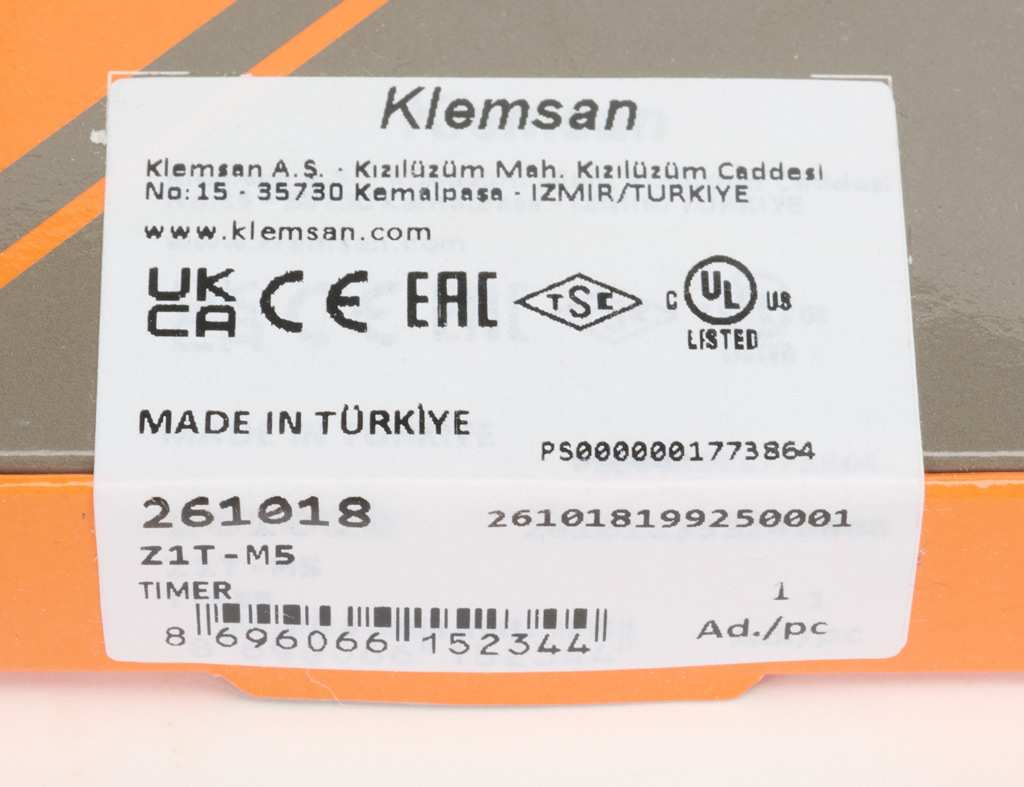 Klemsan
Klemsan A.Ş. - Kızılüzüm Mah. Kızılüzüm Caddesi
No: 15 - 35730 Kemalpaşa - IZMIR/TURKIYE
www.klemsan.com
UK CA CE EAC TSE C UL US
LISTED
MADE IN TÜRKİYE
PS0000001773864
261018 261018199250001
Z1T-M5
TIMER
1
8 696066 152344 Ad./pc